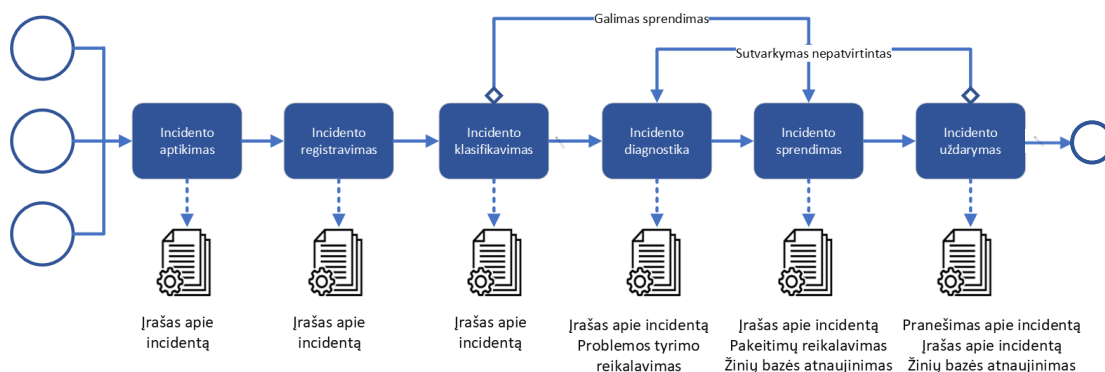 Galimas sprendimas
Sutvarkymas nepatvirtintas
Incidento
aptikimas
Incidento
registravimas
Incidento
klasifikavimas
Incidento
diagnostika
Incidento
sprendimas
Incidento
uždarymas
Įrašas apie
incidentą
Įrašas apie
incidentą
Įrašas apie
incidentą
Įrašas apie incidentą
Problemos tyrimo
reikalavimas
Įrašas apie incidentą
Pakeitimų reikalavimas
Žinių bazės atnaujinimas
Pranešimas apie incidentą
Įrašas apie incidentą
Žinių bazės atnaujinimas